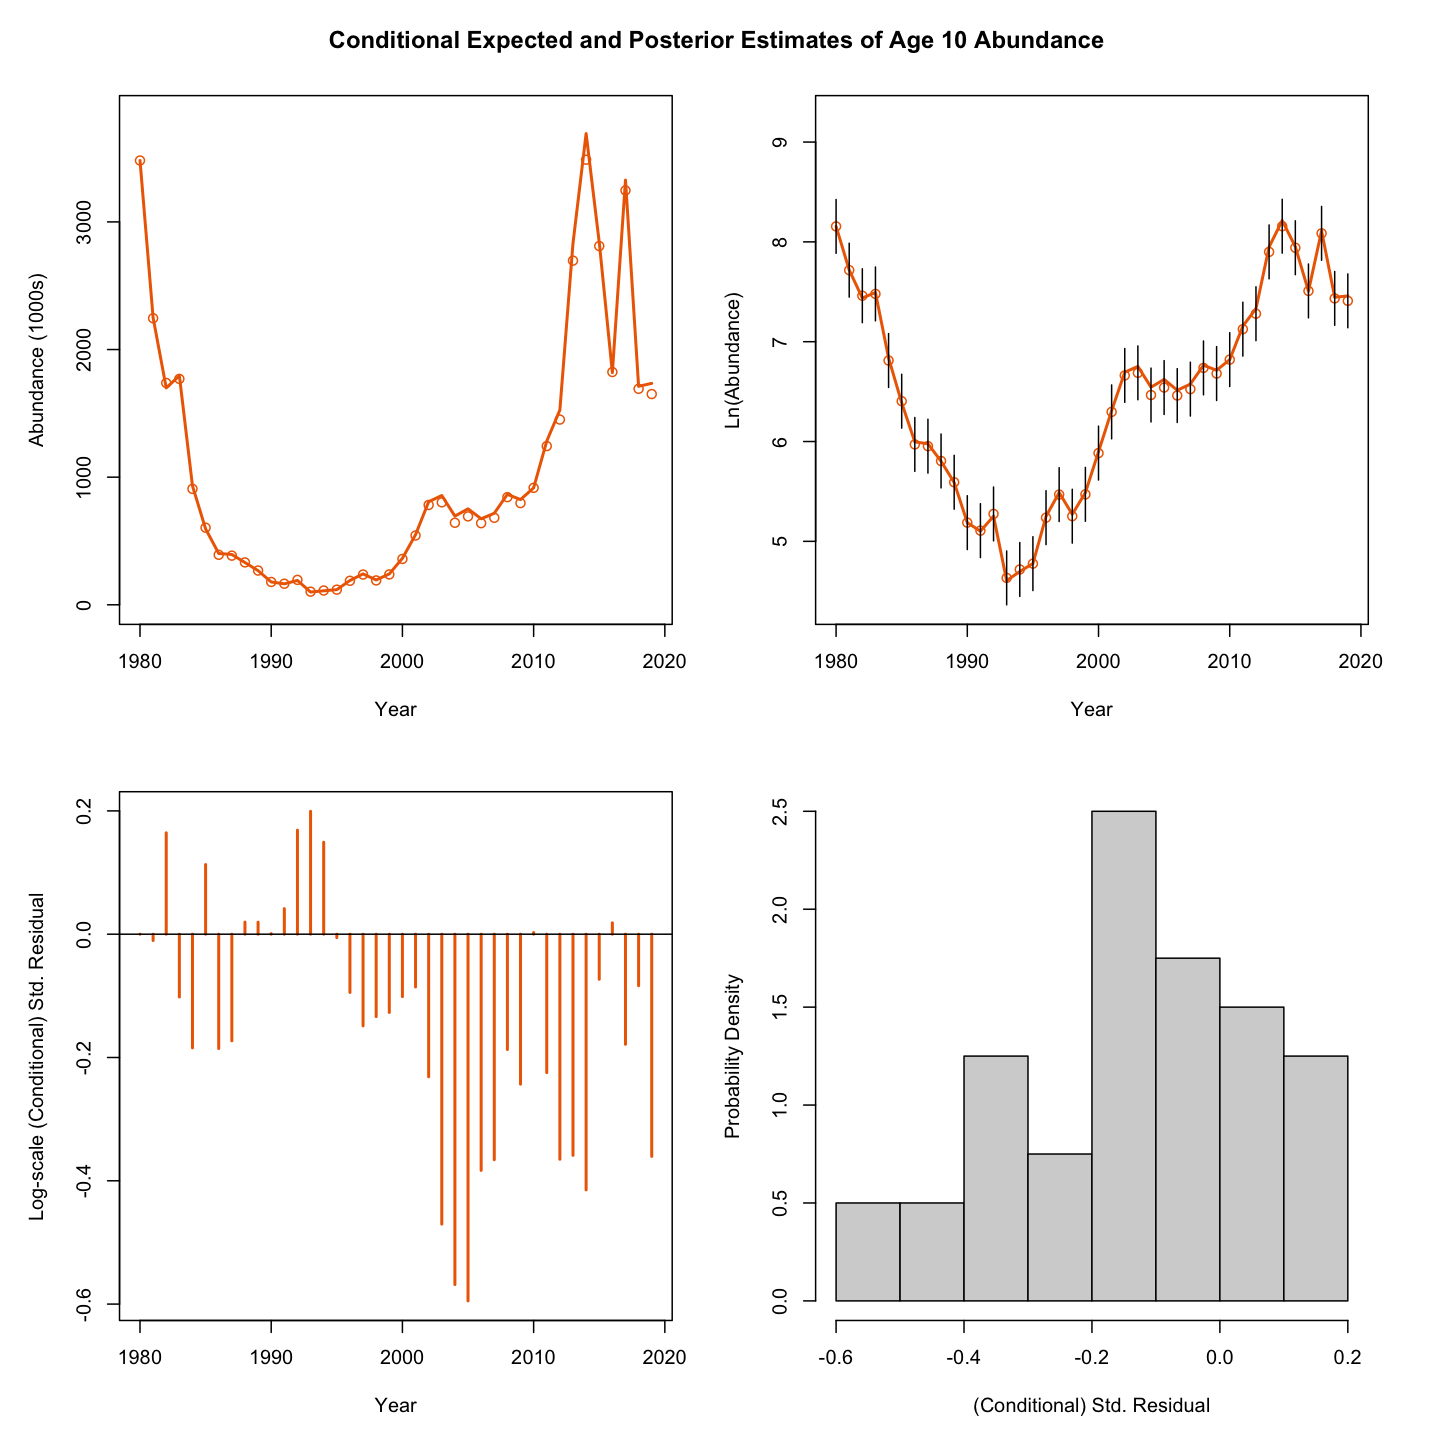 Conditional Expected and Posterior Estimates of Age 10 Abundance
Abundance (1000s)
3000
2000
1000
0
1980 1990 2000 2010 2020
Year
Ln(Abundance)
9
8
7
6
5
1980 1990 2000 2010 2020
Year
Log-scale (Conditional) Std. Residual
0.2
0.0
-0.2
-0.4
-0.6
1980 1990 2000 2010 2020
Year
Probability Density
2.5
2.0
1.5
1.0
0.5
0.0
-0.6 -0.4 -0.2 0.0 0.2
(Conditional) Std. Residual